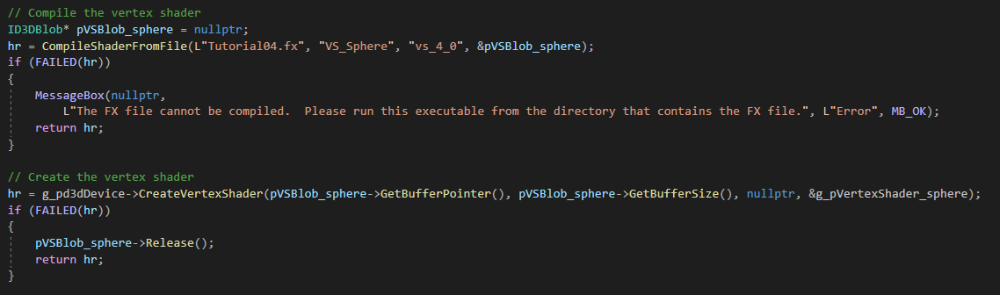 // Compile the vertex shader
ID3DBlob* pVSBlob_sphere = nullptr;
hr = CompileShaderFromFile(L"Tutorial04.fx", "VS_Sphere", "vs_4_0", &pVSBlob_sphere);
if (FAILED(hr))
{
    MessageBox(nullptr,
        L"The FX file cannot be compiled.  Please run this executable from the directory that contains the FX file.", L"Error", MB_OK);
    return hr;
}

// Create the vertex shader
hr = g_pd3dDevice->CreateVertexShader(pVSBlob_sphere->GetBufferPointer(), pVSBlob_sphere->GetBufferSize(), nullptr, &g_pVertexShader_sphere);
if (FAILED(hr))
{
    pVSBlob_sphere->Release();
    return hr;
}